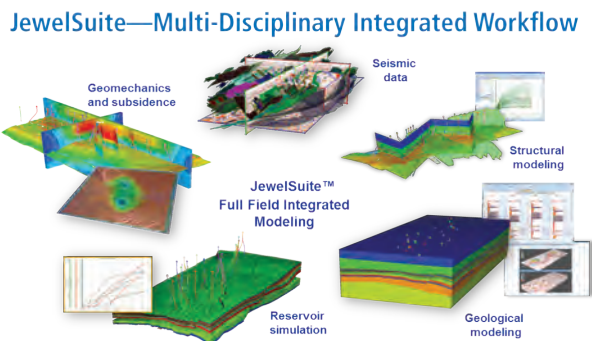 JewelSuite—Multi-Disciplinary Integrated Workflow
Seismic
data
Geomechanics
and subsidence
Structural
modeling
JewelSuite™
Full Field Integrated
Modeling
Reservoir
simulation
Geological
modeling